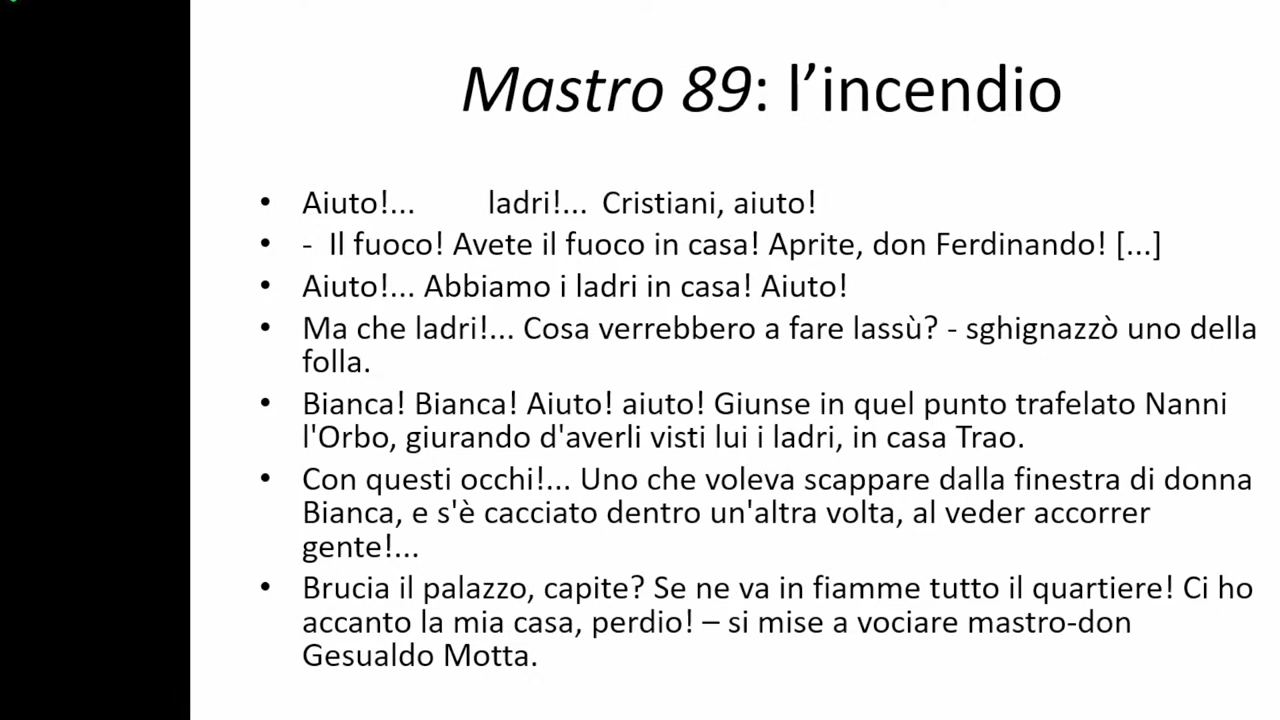 Mastro 89: l’incendio
• Aiuto!... ladri!... Cristiani, aiuto!
• - Il fuoco! Avete il fuoco in casa! Aprite, don Ferdinando! [...]
• Aiuto!... Abbiamo i ladri in casa! Aiuto!
• Ma che ladri!... Cosa verrebbero a fare lassù? - sghignazzò uno della
folla.
• Bianca! Bianca! Aiuto! aiuto! Giunse in quel punto trafelato Nanni
l'Orbo, giurando d'averli visti lui i ladri, in casa Trao.
• Con questi occhi!... Uno che voleva scappare dalla finestra di donna
Bianca, e s'è cacciato dentro un'altra volta, al veder accorrer
gente!...
• Brucia il palazzo, capite? Se ne va in fiamme tutto il quartiere! Ci ho
accanto la mia casa, perdio! – si mise a vociare mastro-don
Gesualdo Motta.